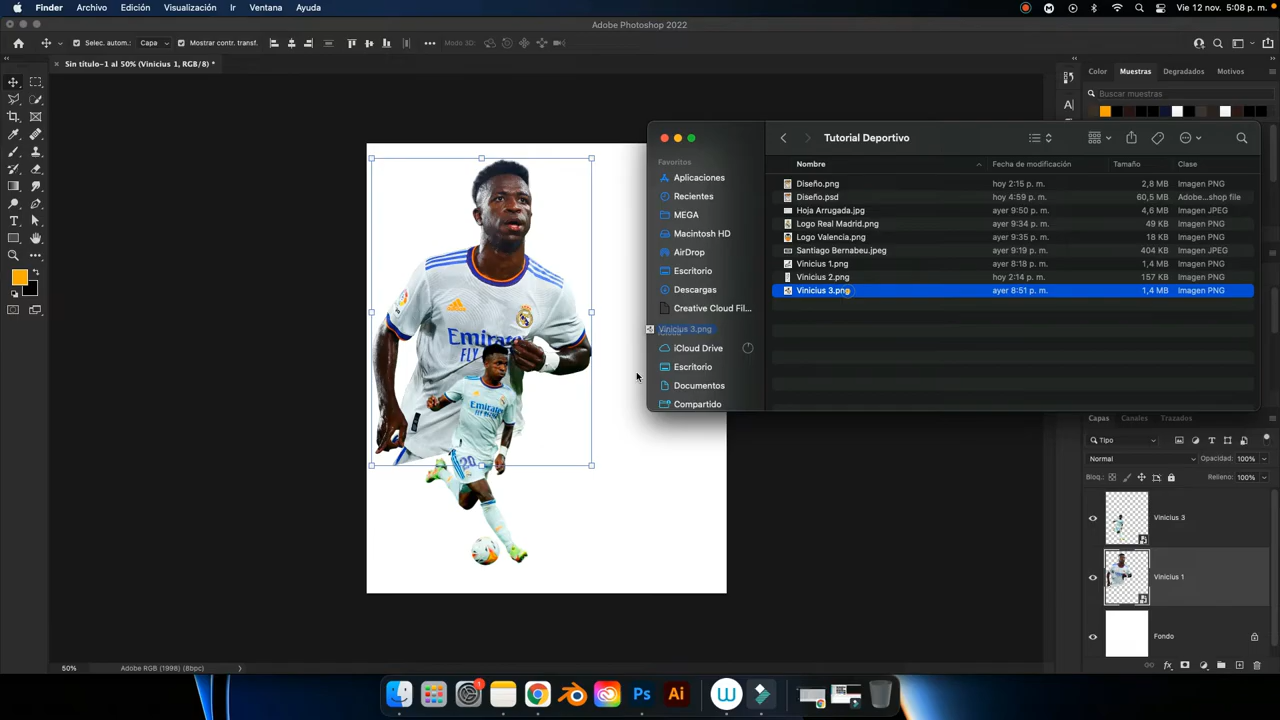 Finder Archivo Edición Visualización Ir Ventana Ayuda Vie 12 nov. 5:08 p. m.
Adobe Photoshop 2022
Selec. autom.: Capa Mostrar contr. transf. Modo 3D:
Sin título-1 al 50% (Vinicius 1, RGB/8) *
Color Muestras Degradados Motivos
Buscar muestras
Tutorial Deportivo
Favoritos
Aplicaciones
Recientes
MEGA
Macintosh HD
AirDrop
Escritorio
Descargas
Creative Cloud Fil...
Vinicius 3.png
iCloud Drive
Escritorio
Documentos
Compartido
Nombre Fecha de modificación Tamaño Clase
Diseño.png hoy 2:15 p. m. 2,8 MB Imagen PNG
Diseño.psd hoy 4:59 p. m. 60,5 MB Adobe...shop file
Hoja Arrugada.jpg ayer 9:50 p. m. 4,6 MB Imagen JPEG
Logo Real Madrid.png ayer 9:34 p. m. 49 KB Imagen PNG
Logo Valencia.png ayer 9:35 p. m. 18 KB Imagen PNG
Santiago Bernabeu.jpeg ayer 9:19 p. m. 404 KB Imagen JPEG
Vinicius 1.png ayer 8:18 p. m. 1,4 MB Imagen PNG
Vinicius 2.png hoy 2:14 p. m. 157 KB Imagen PNG
Vinicius 3.png ayer 8:51 p. m. 1,4 MB Imagen PNG
Emirates
FLY
Emirates
20
Capas Canales Trazados
Tipo
Normal Opacidad: 100%
Bloq.: Relleno: 100%
Vinicius 3
Vinicius 1
Fondo
50% Adobe RGB (1998) (8bpc)
1
Ps Ai W